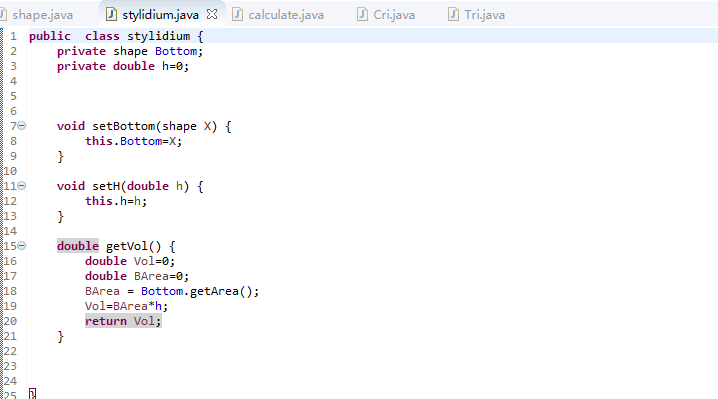 shape.java stylidium.java calculate.java Cri.java Tri.java
1 public  class stylidium {
2     private shape Bottom;
3     private double h=0;
4
5
6
7     void setBottom(shape X) {
8         this.Bottom=X;
9     }
10
11     void setH(double h) {
12         this.h=h;
13     }
14
15     double getVol() {
16         double Vol=0;
17         double BArea=0;
18         BArea = Bottom.getArea();
19         Vol=BArea*h;
20         return Vol;
21     }
22
23
24
25 }